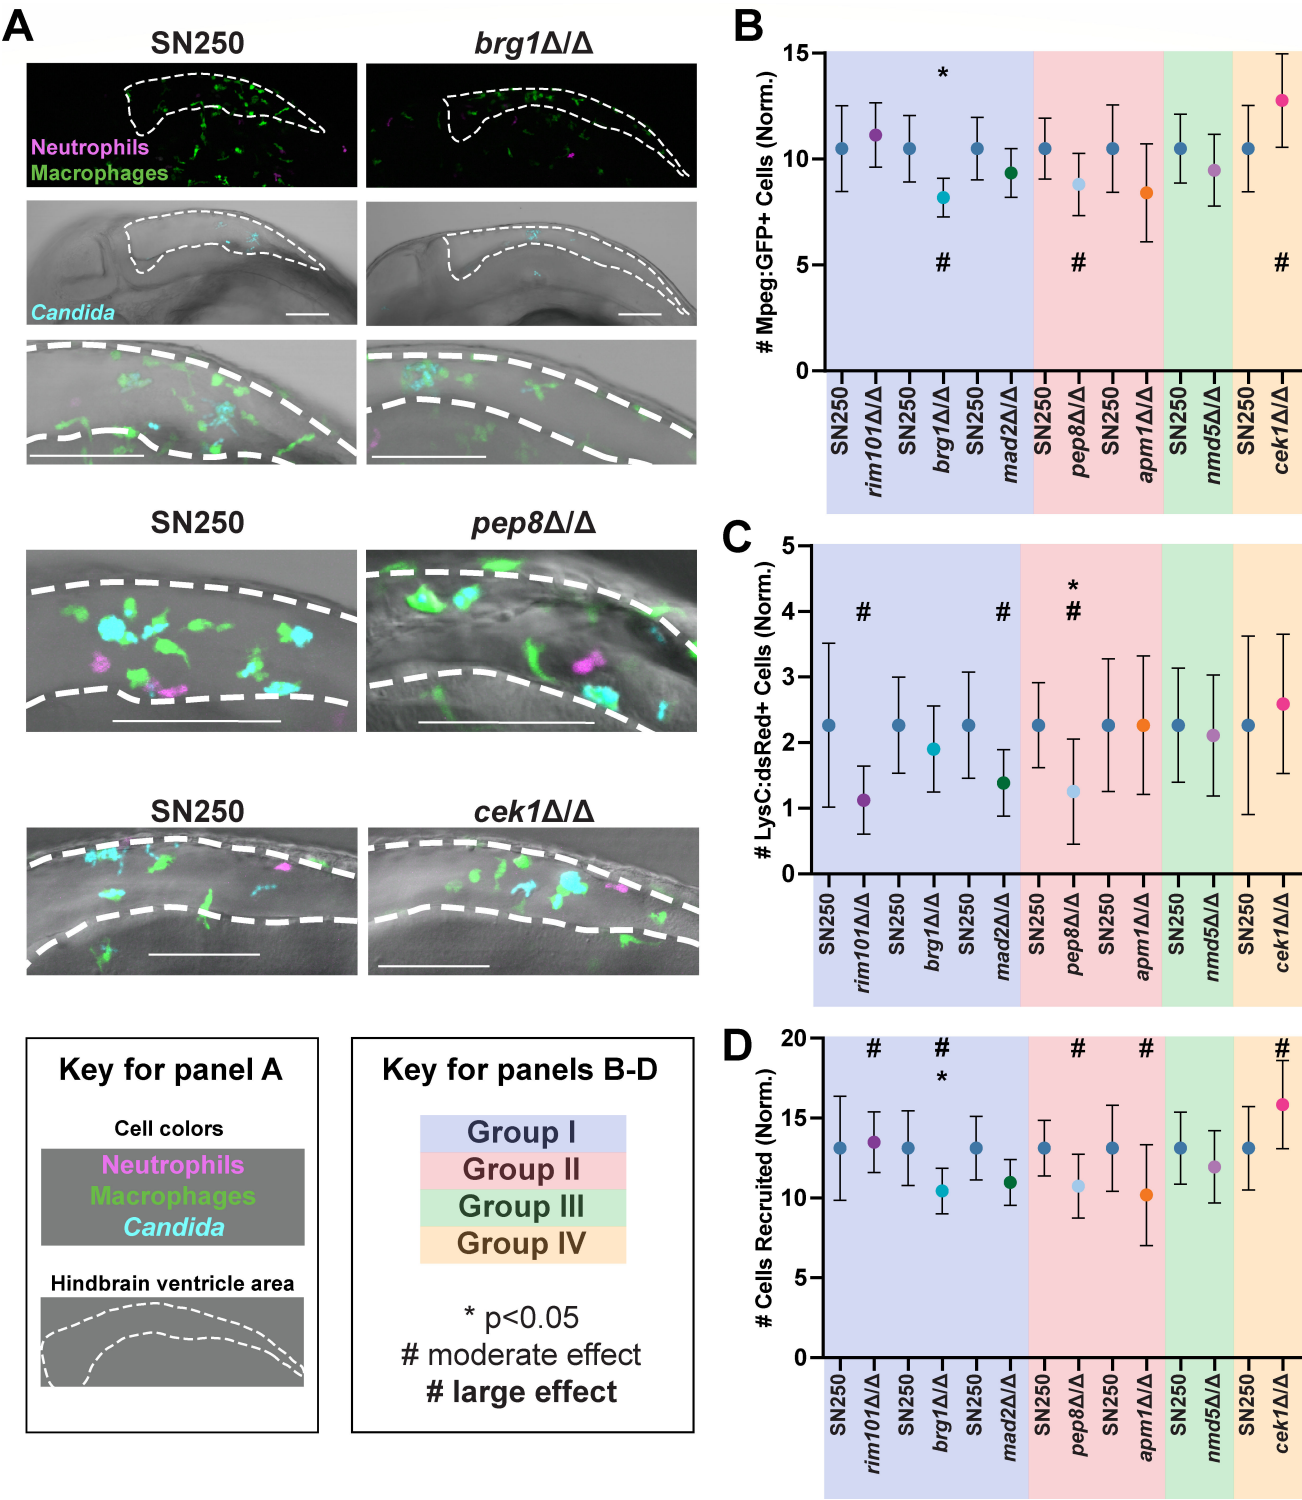 A
SN250
brg1Δ/Δ
Neutrophils
Macrophages
Candida
SN250
pep8Δ/Δ
SN250
cek1Δ/Δ
Key for panel A
Cell colors
Neutrophils
Macrophages
Candida
Hindbrain ventricle area
Key for panels B-D
Group I
Group II
Group III
Group IV
* p<0.05
# moderate effect
# large effect
B
# Mpeg:GFP+ Cells (Norm.)
15
10
5
0
*
# # #
SN250
rim101Δ/Δ
SN250
brg1Δ/Δ
SN250
mad2Δ/Δ
SN250
pep8Δ/Δ
SN250
apm1Δ/Δ
SN250
nmd5Δ/Δ
SN250
cek1Δ/Δ
C
# LysC:dsRed+ Cells (Norm.)
5
4
3
2
1
0
*
# # #
SN250
rim101Δ/Δ
SN250
brg1Δ/Δ
SN250
mad2Δ/Δ
SN250
pep8Δ/Δ
SN250
apm1Δ/Δ
SN250
nmd5Δ/Δ
SN250
cek1Δ/Δ
D
# Cells Recruited (Norm.)
20
15
10
5
0
# # # # #
*
SN250
rim101Δ/Δ
SN250
brg1Δ/Δ
SN250
mad2Δ/Δ
SN250
pep8Δ/Δ
SN250
apm1Δ/Δ
SN250
nmd5Δ/Δ
SN250
cek1Δ/Δ